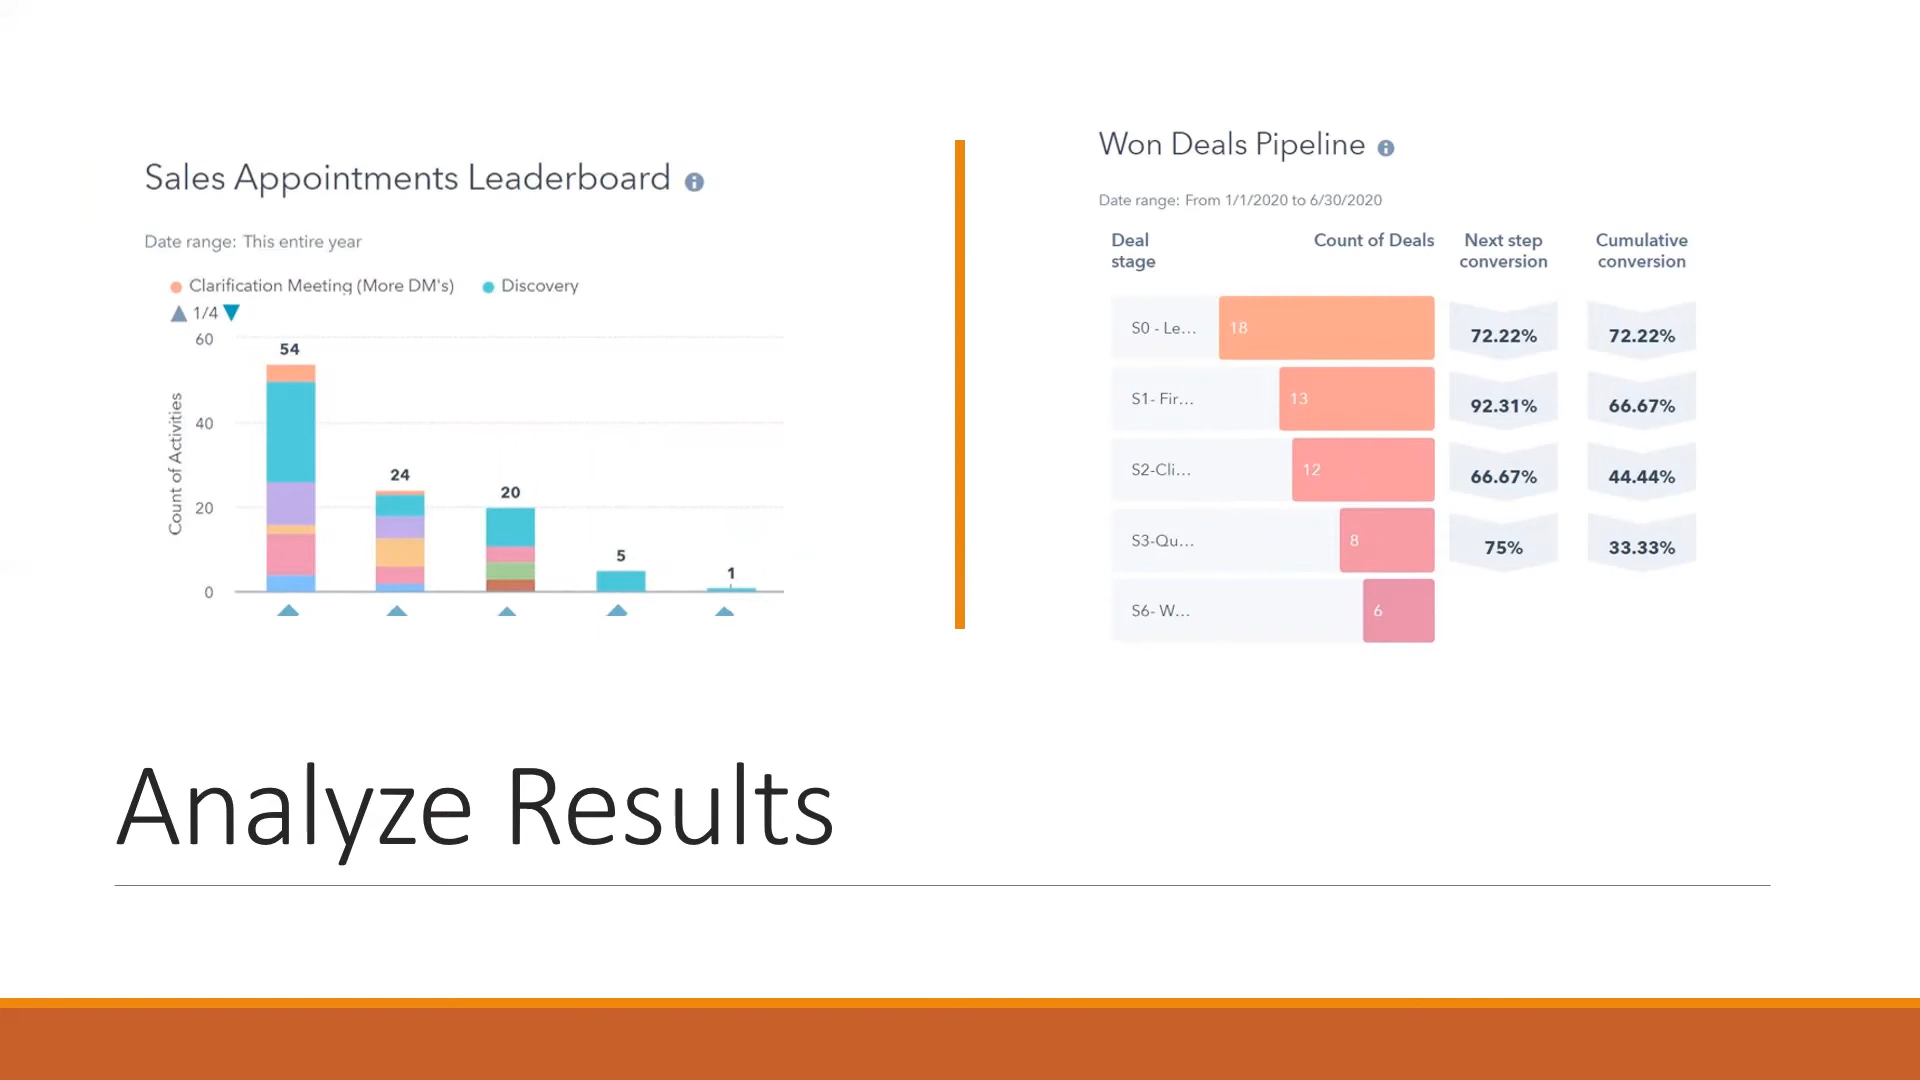 Sales Appointments Leaderboard
Date range: This entire year
Clarification Meeting (More DM's) Discovery
1/4
Count of Activities
60
40
20
0
54
24
20
5
1
Won Deals Pipeline
Date range: From 1/1/2020 to 6/30/2020
Deal stage Count of Deals Next step conversion Cumulative conversion
S0 - Le... 18 72.22% 72.22%
S1- Fir... 13 92.31% 66.67%
S2-Cli... 12 66.67% 44.44%
S3-Qu... 8 75% 33.33%
S6- W... 6
Analyze Results